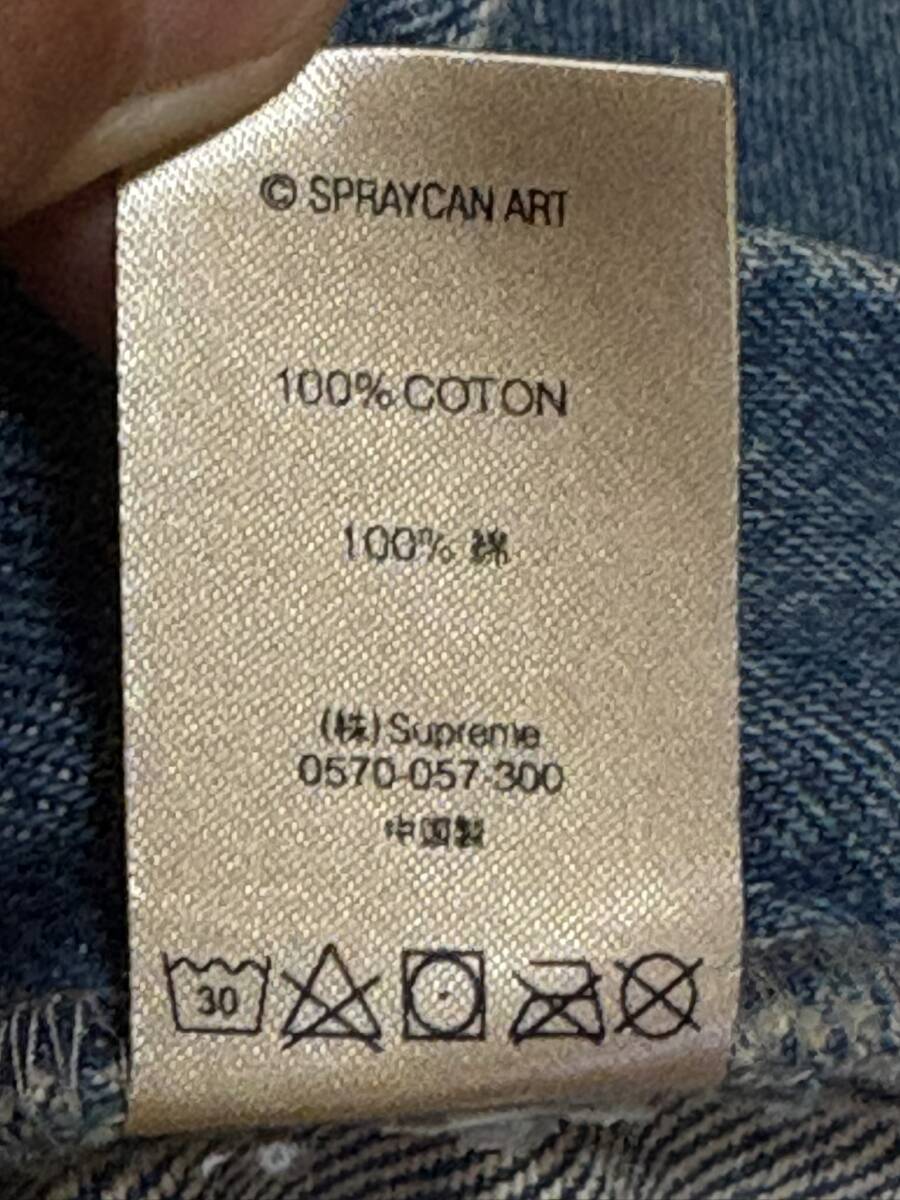 © SPRAYCAN ART
100% COTON
100% 綿
(株) Supreme
0570-057-300
中国製
30